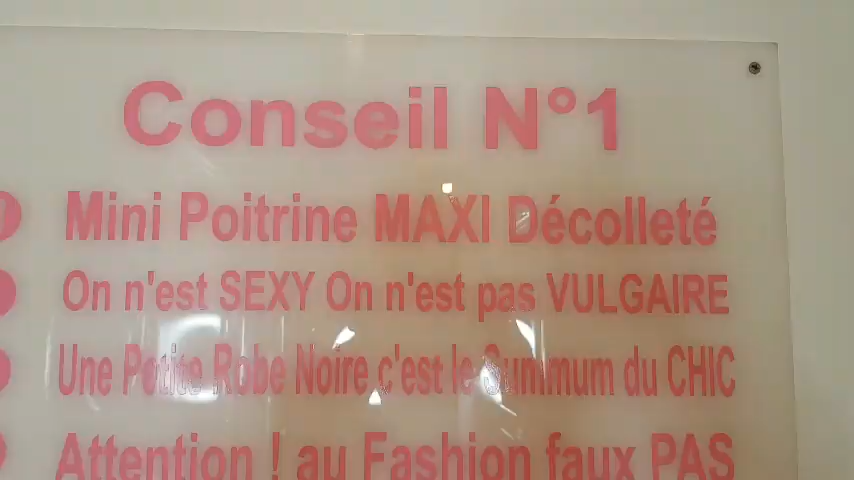 Conseil N°1
Mini Poitrine MAXI Décolleté
On n'est SEXY On n'est pas VULGAIRE
Une Petite Robe Noire c'est le Summum du CHIC
Attention ! au Fashion faux PAS